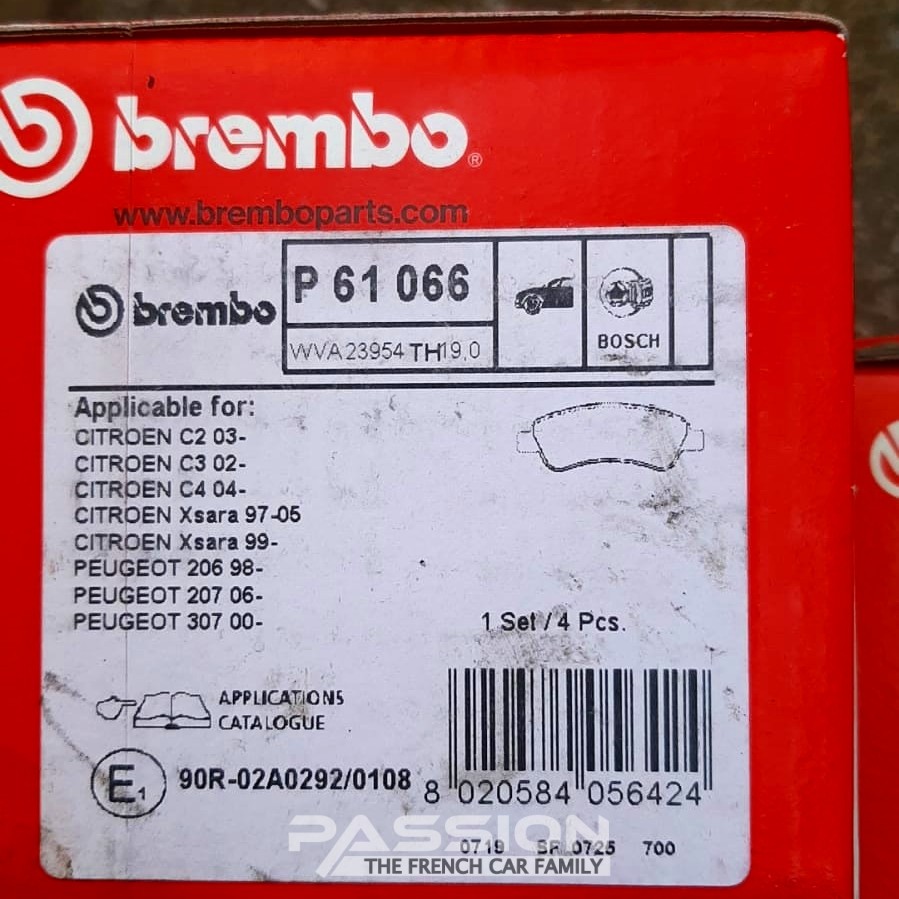 brembo®
www.bremboparts.com
brembo
P 61 066
WVA 23954 TH19,0
BOSCH
Applicable for:
CITROEN C2 03-
CITROEN C3 02-
CITROEN C4 04-
CITROEN Xsara 97-05
CITROEN Xsara 99-
PEUGEOT 206 98-
PEUGEOT 207 06-
PEUGEOT 307 00-
1 Set / 4 Pcs.
APPLICATIONS
CATALOGUE
E1
90R-02A0292/0108
8 020584 056424
PASSION
0719 700
THE FRENCH CAR FAMILY